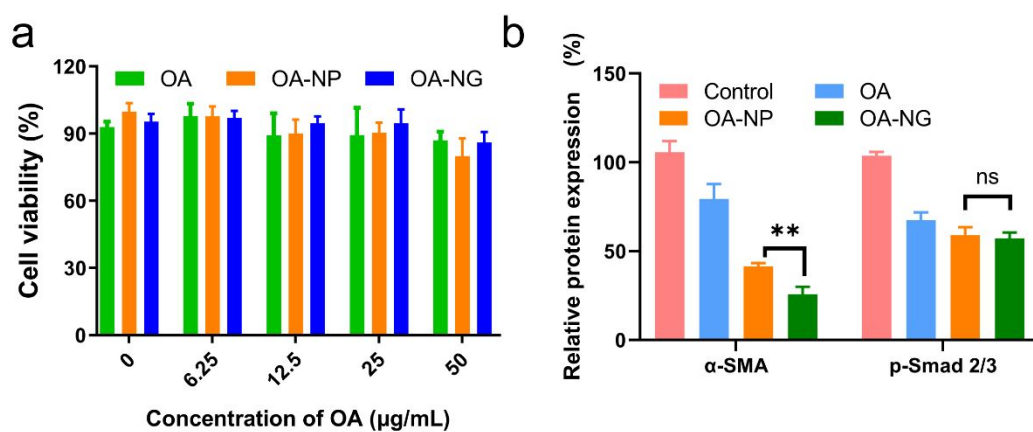 a
120
90
60
30
0
Cell viability (%)
OA
OA-NP
OA-NG
0
6.25
12.5
25
50
Concentration of OA (µg/mL)
b
Relative protein expression (%)
150
100
50
0
Control
OA
OA-NP
OA-NG
**
ns
α-SMA
p-Smad 2/3